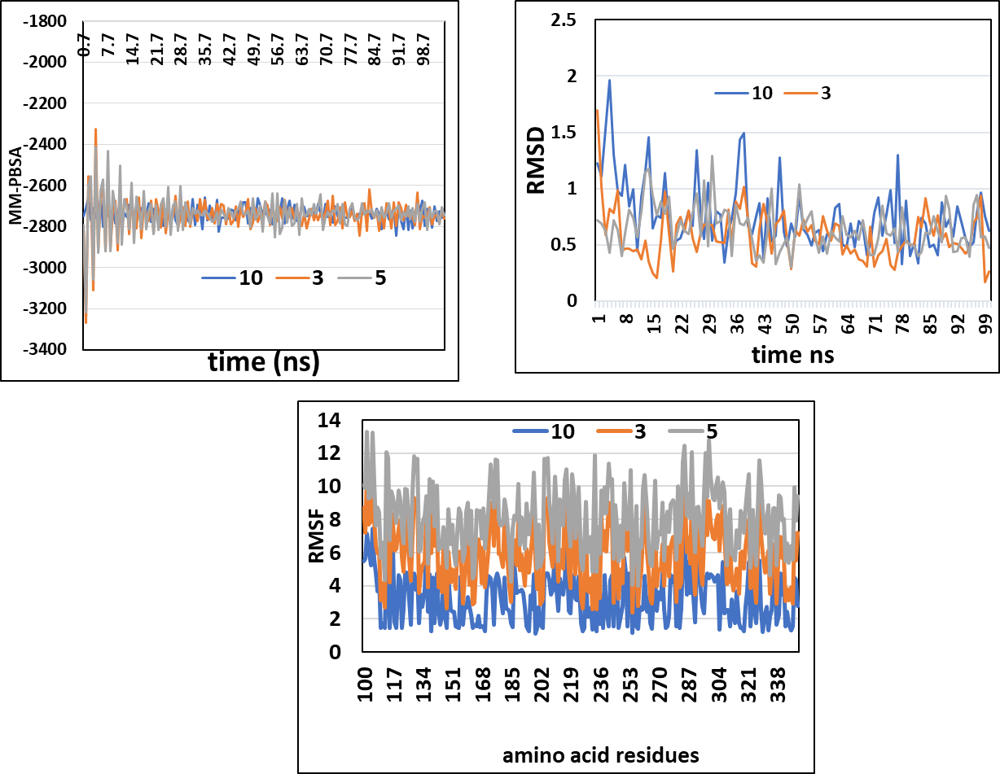 -1800
-2000
-2200
-2400
-2600
-2800
-3000
-3200
-3400
MM-PBSA
0.7 7.7 14.7 21.7 28.7 35.7 42.7 49.7 56.7 63.7 70.7 77.7 84.7 91.7 98.7
10 3 5
time (ns)
2.5
2
1.5
1
0.5
0
RMSD
10 3
1 8 15 22 29 36 43 50 57 64 71 78 85 92 99
time ns
14
12
10
8
6
4
2
0
RMSF
10 3 5
100 117 134 151 168 185 202 219 236 253 270 287 304 321 338
amino acid residues